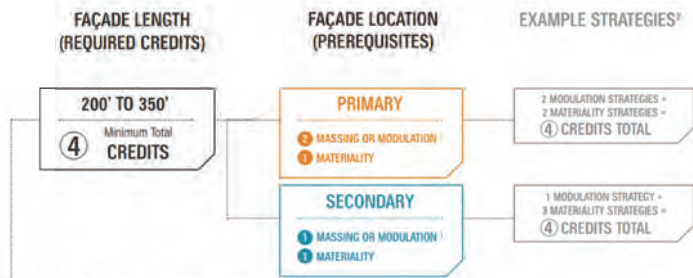 FAÇADE LENGTH
(REQUIRED CREDITS)
FAÇADE LOCATION
(PREREQUISITES)
EXAMPLE STRATEGIES²
200' TO 350'
4 Minimum Total
CREDITS
PRIMARY
2 MASSING OR MODULATION
1 MATERIALITY
2 MODULATION STRATEGIES +
2 MATERIALITY STRATEGIES =
4 CREDITS TOTAL
SECONDARY
1 MASSING OR MODULATION
1 MATERIALITY
1 MODULATION STRATEGY +
3 MATERIALITY STRATEGIES =
4 CREDITS TOTAL